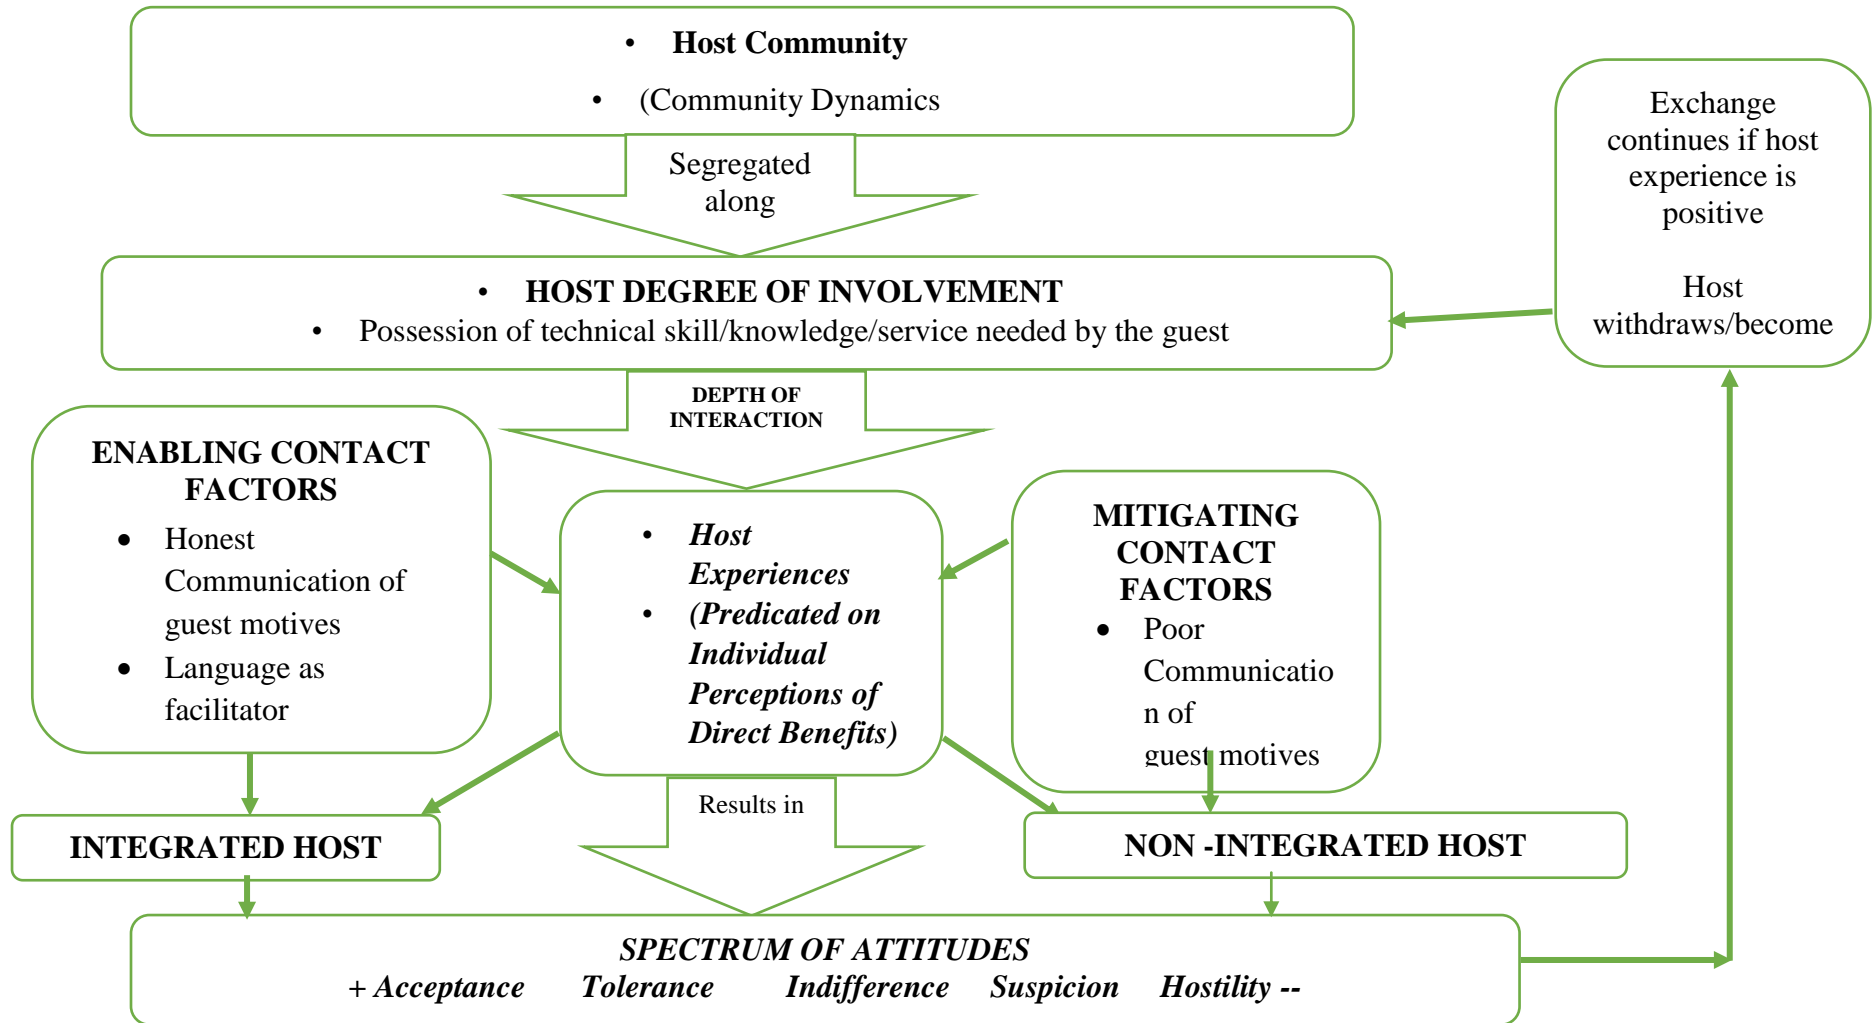 • Host Community
• (Community Dynamics
Segregated
along
Exchange
continues if host
experience is
positive
Host
withdraws/become
• HOST DEGREE OF INVOLVEMENT
• Possession of technical skill/knowledge/service needed by the guest
DEPTH OF
INTERACTION
ENABLING CONTACT
FACTORS
• Honest
Communication of
guest motives
• Language as
facilitator
• Host
Experiences
• (Predicated on
Individual
Perceptions of
Direct Benefits)
MITIGATING
CONTACT
FACTORS
• Poor
Communicatio
n of
guest motives
Results in
INTEGRATED HOST
NON -INTEGRATED HOST
SPECTRUM OF ATTITUDES
+ Acceptance Tolerance Indifference Suspicion Hostility --